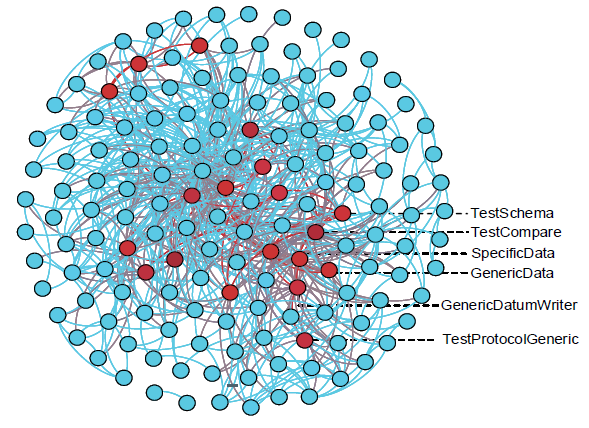 TestSchema
TestCompare
SpecificData
GenericData
GenericDatumWriter
TestProtocolGeneric